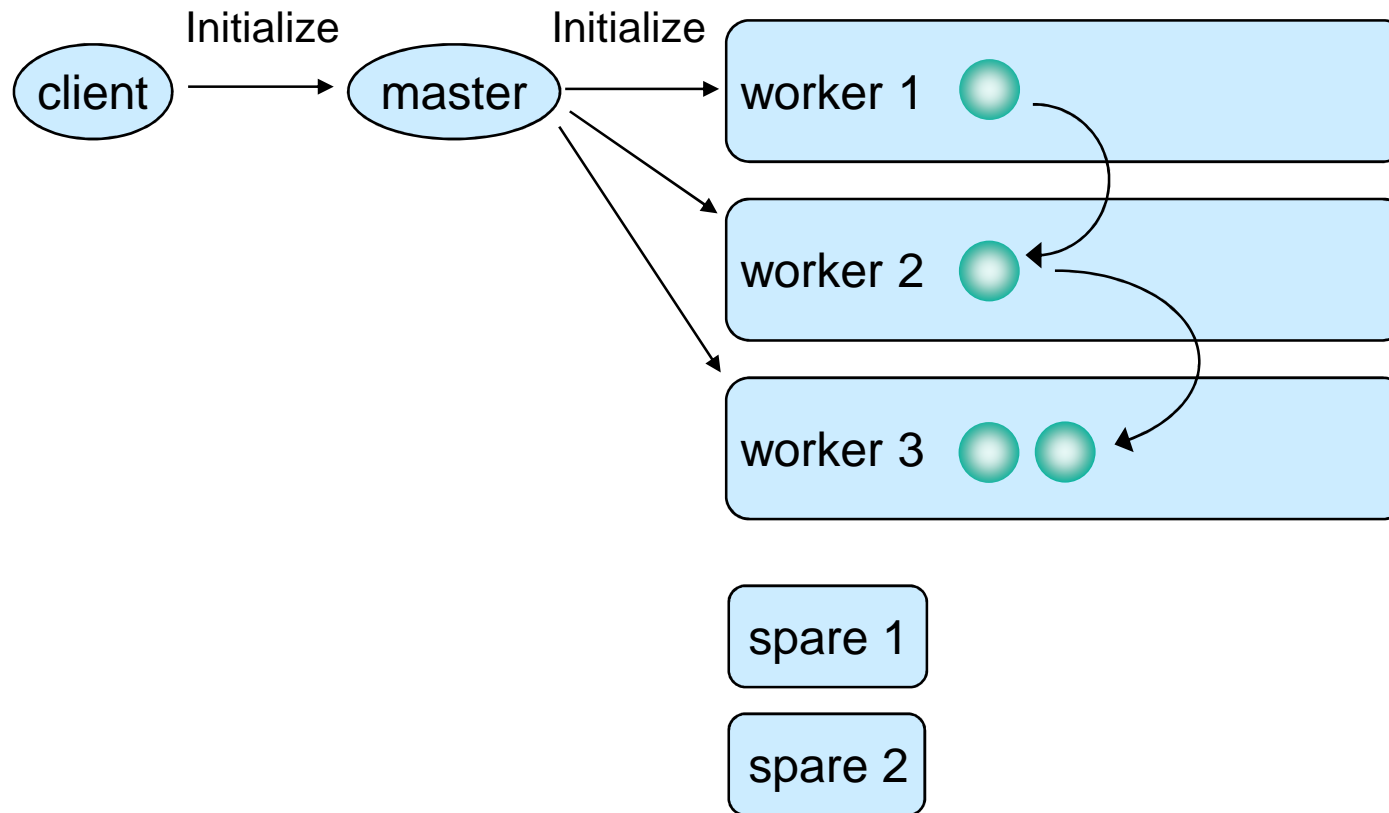 Initialize
Initialize
client
master
worker 1
worker 2
worker 3
spare 1
spare 2